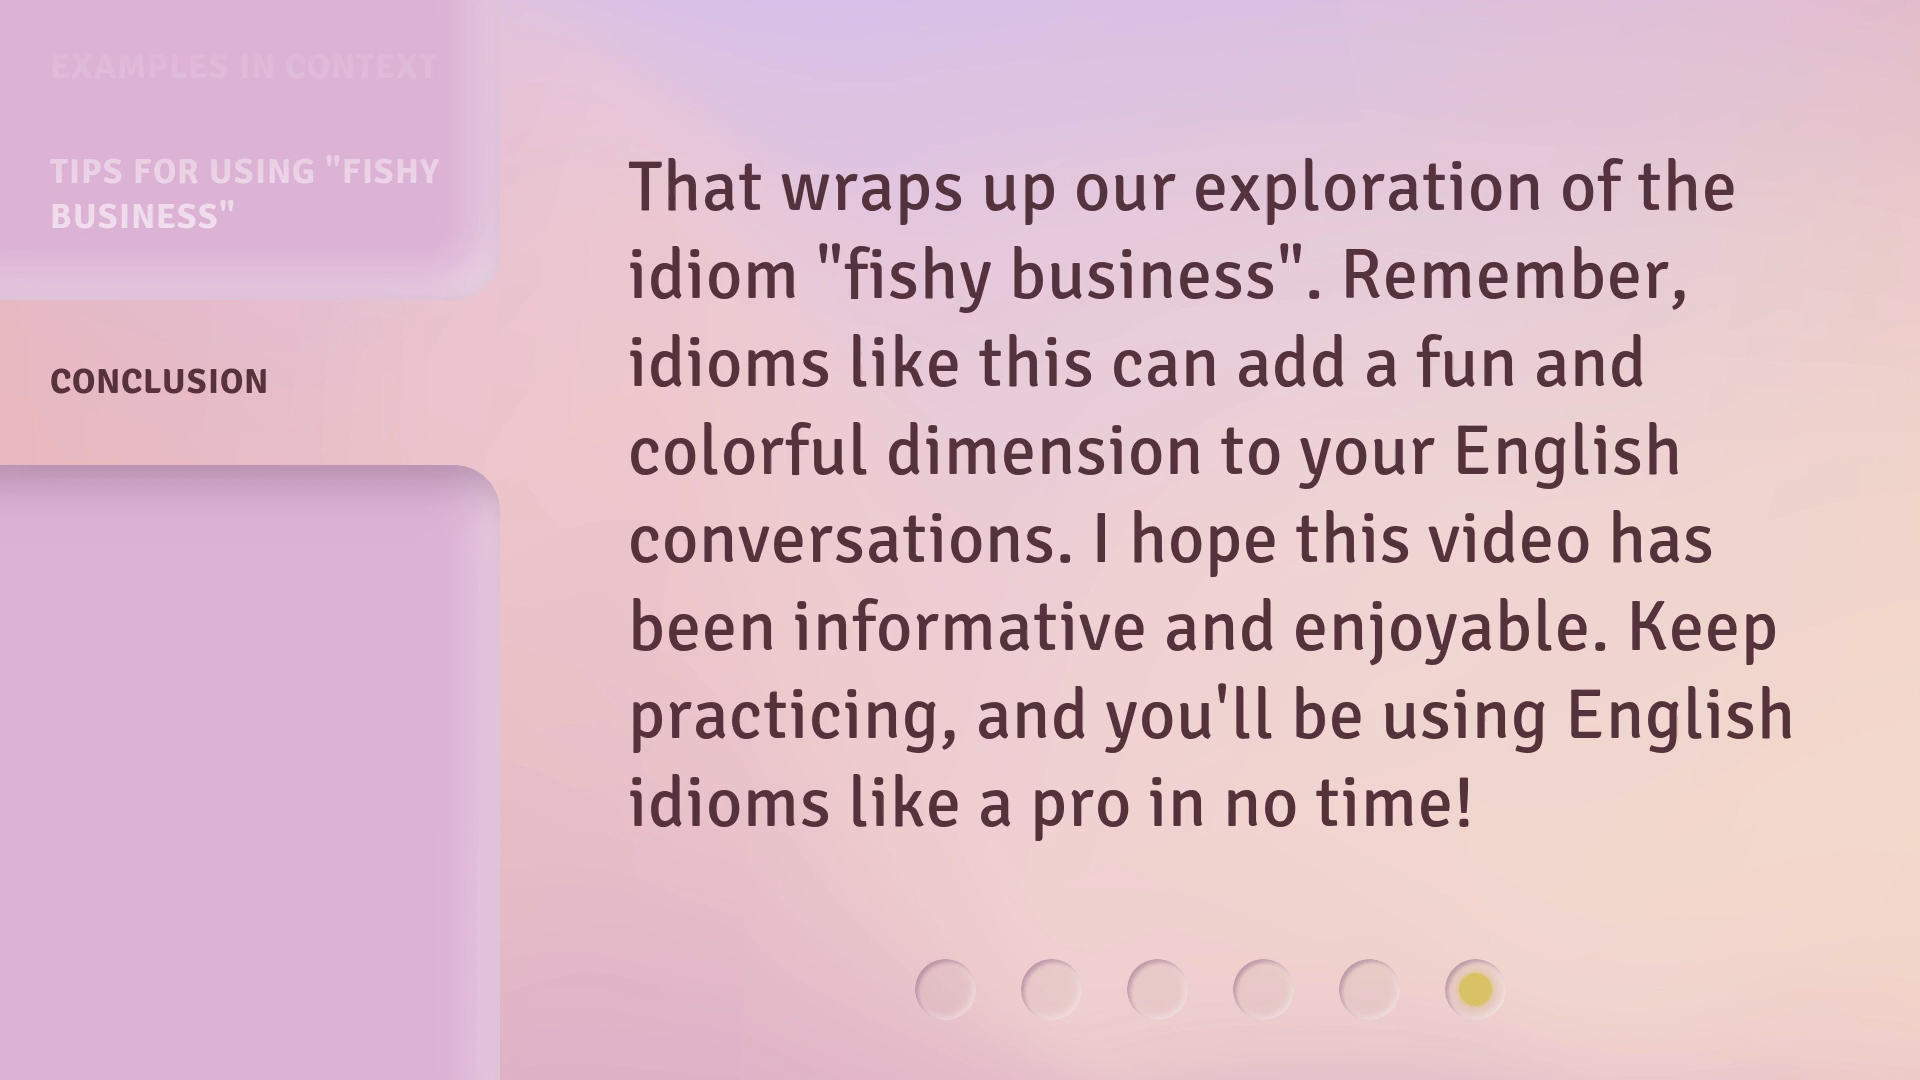 EXAMPLES IN CONTEXT
TIPS FOR USING "FISHY
BUSINESS"
CONCLUSION
That wraps up our exploration of the
idiom "fishy business". Remember,
idioms like this can add a fun and
colorful dimension to your English
conversations. I hope this video has
been informative and enjoyable. Keep
practicing, and you'll be using English
idioms like a pro in no time!